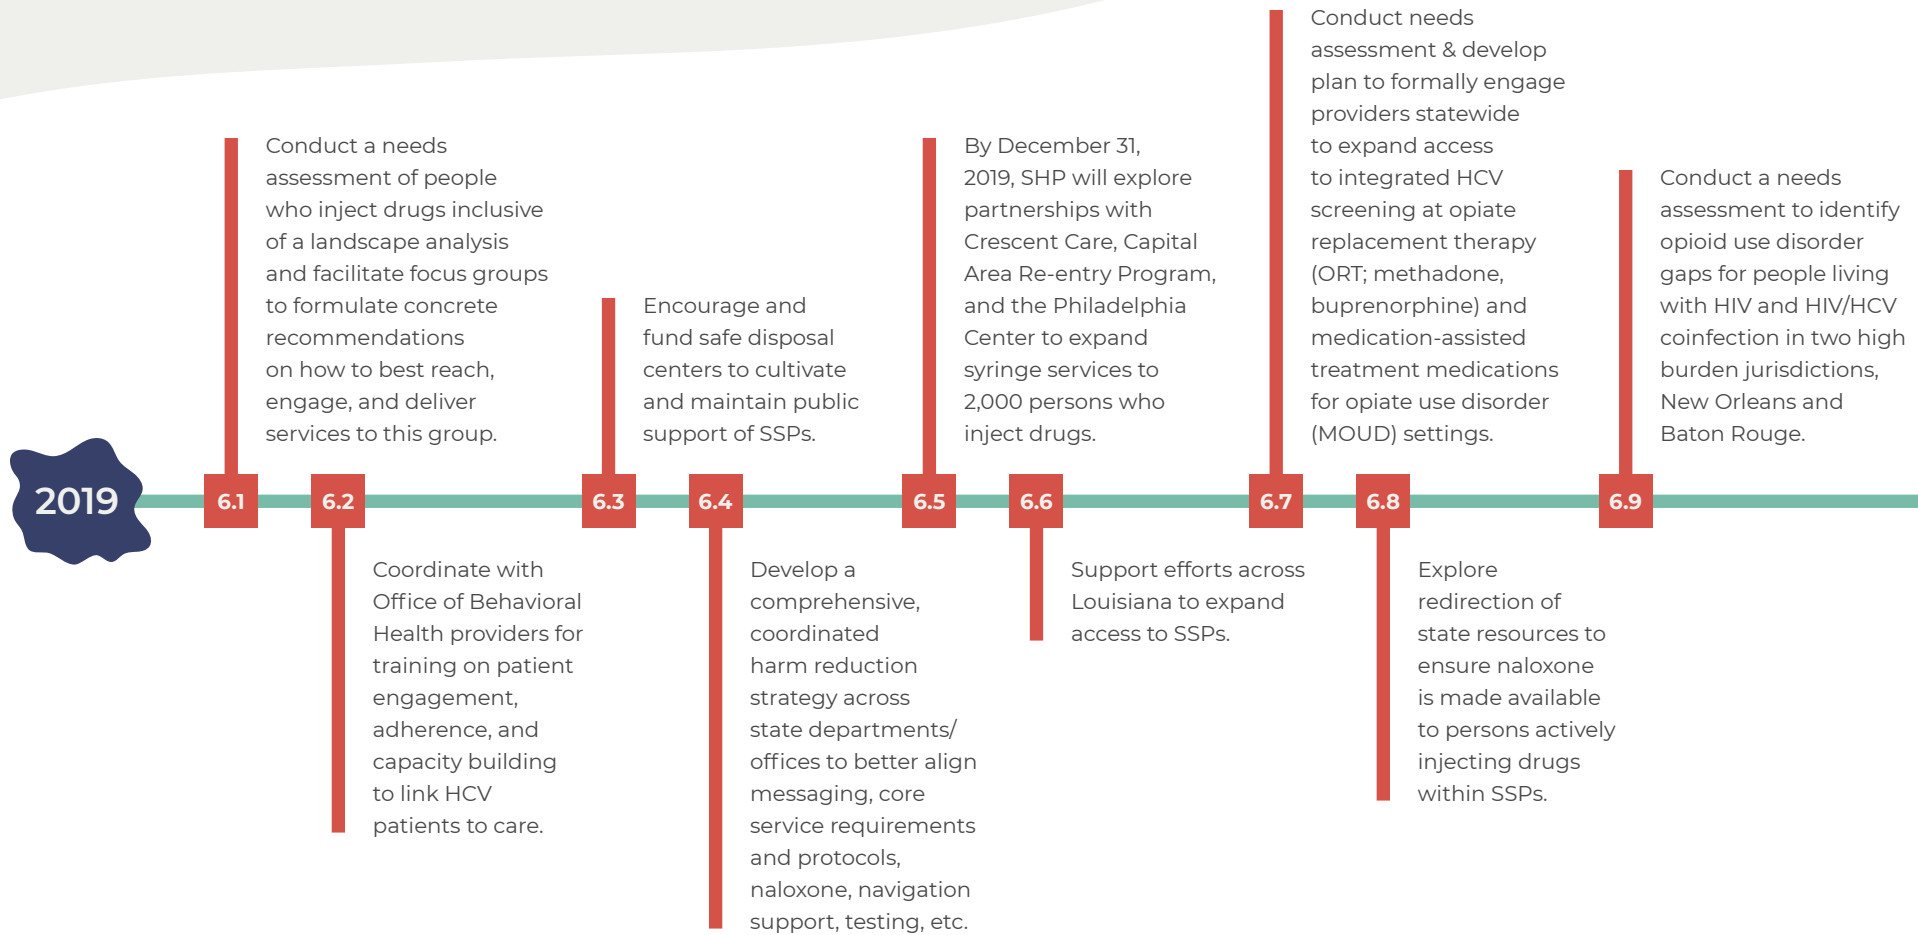 2019
6.1
Conduct a needs
assessment of people
who inject drugs inclusive
of a landscape analysis
and facilitate focus groups
to formulate concrete
recommendations
on how to best reach,
engage, and deliver
services to this group.
6.2
Coordinate with
Office of Behavioral
Health providers for
training on patient
engagement,
adherence, and
capacity building
to link HCV
patients to care.
6.3
Encourage and
fund safe disposal
centers to cultivate
and maintain public
support of SSPs.
6.4
Develop a
comprehensive,
coordinated
harm reduction
strategy across
state departments/
offices to better align
messaging, core
service requirements
and protocols,
naloxone, navigation
support, testing, etc.
6.5
By December 31,
2019, SHP will explore
partnerships with
Crescent Care, Capital
Area Re-entry Program,
and the Philadelphia
Center to expand
syringe services to
2,000 persons who
inject drugs.
6.6
Support efforts across
Louisiana to expand
access to SSPs.
6.7
Conduct needs
assessment & develop
plan to formally engage
providers statewide
to expand access
to integrated HCV
screening at opiate
replacement therapy
(ORT; methadone,
buprenorphine) and
medication-assisted
treatment medications
for opiate use disorder
(MOUD) settings.
6.8
Explore
redirection of
state resources to
ensure naloxone
is made available
to persons actively
injecting drugs
within SSPs.
6.9
Conduct a needs
assessment to identify
opioid use disorder
gaps for people living
with HIV and HIV/HCV
coinfection in two high
burden jurisdictions,
New Orleans and
Baton Rouge.